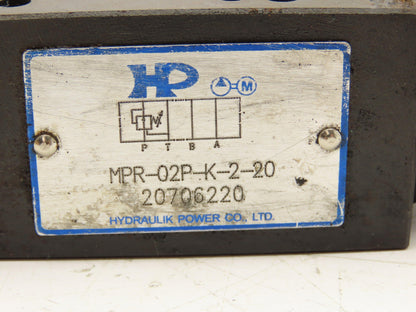 HP
M
P T B A
MPR-02P-K-2-20
20706220
HYDRAULIK POWER CO., LTD.